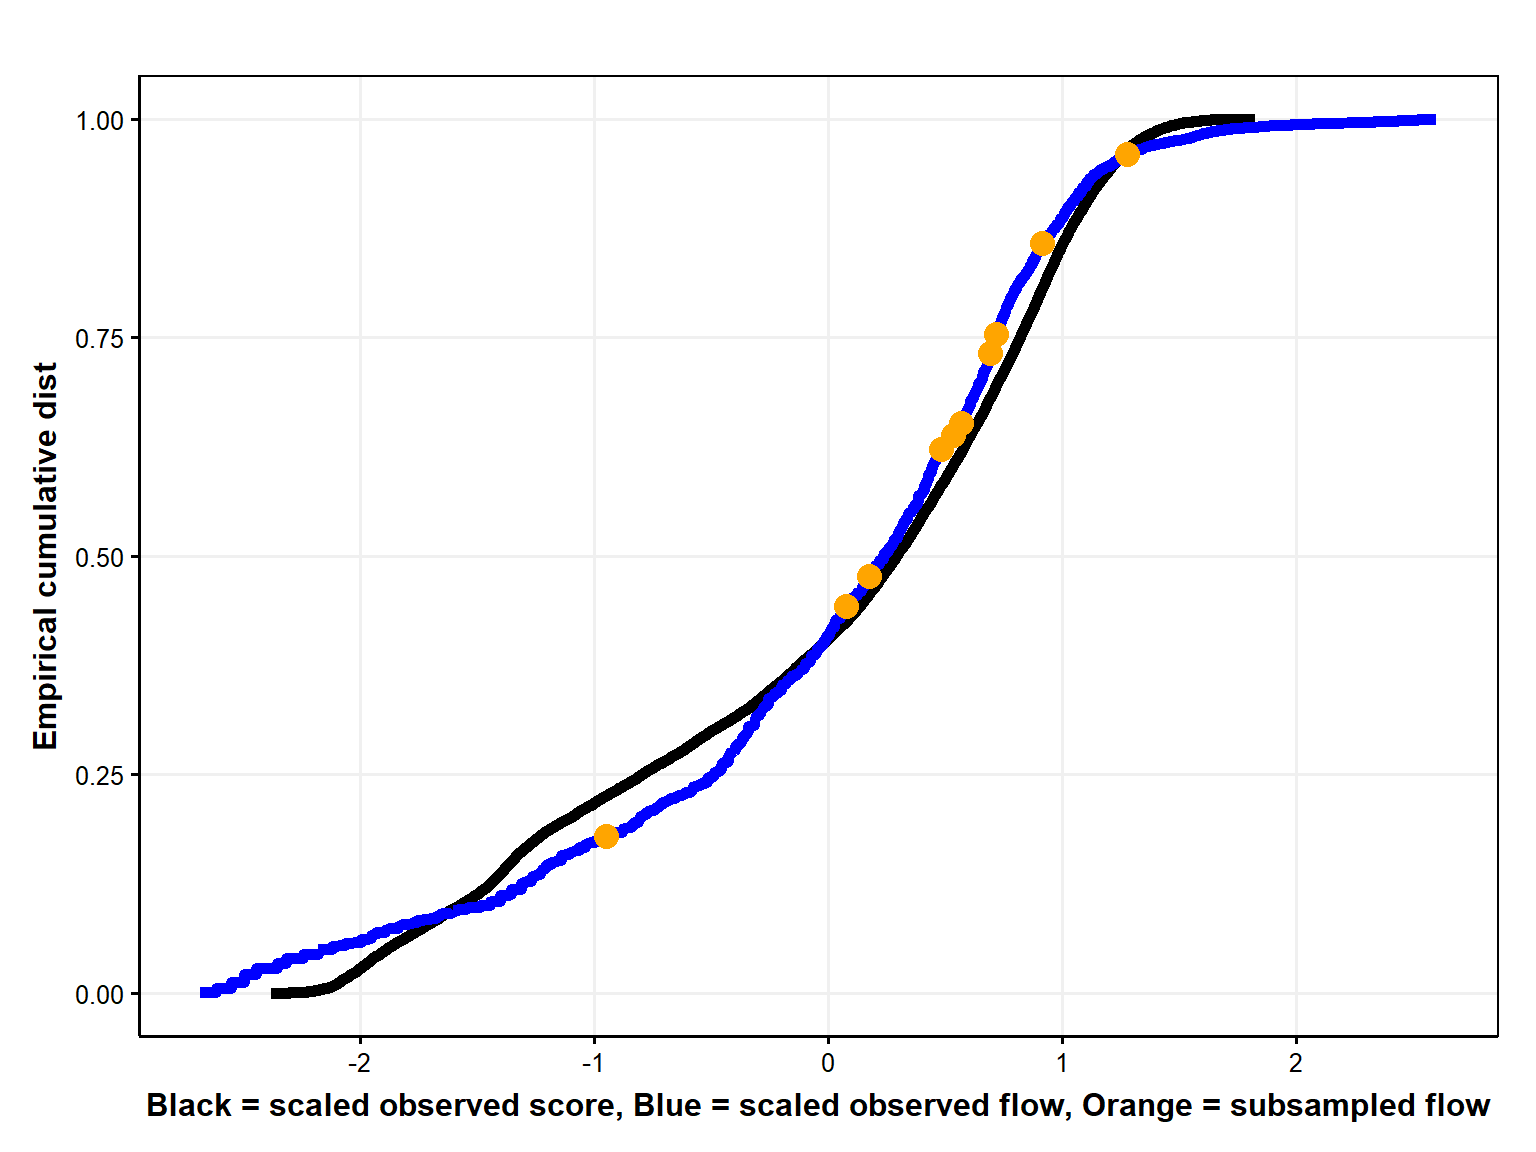 1.00
0.75
0.50
0.25
0.00
Empirical cumulative dist
-2 -1 0 1 2
Black = scaled observed score, Blue = scaled observed flow, Orange = subsampled flow